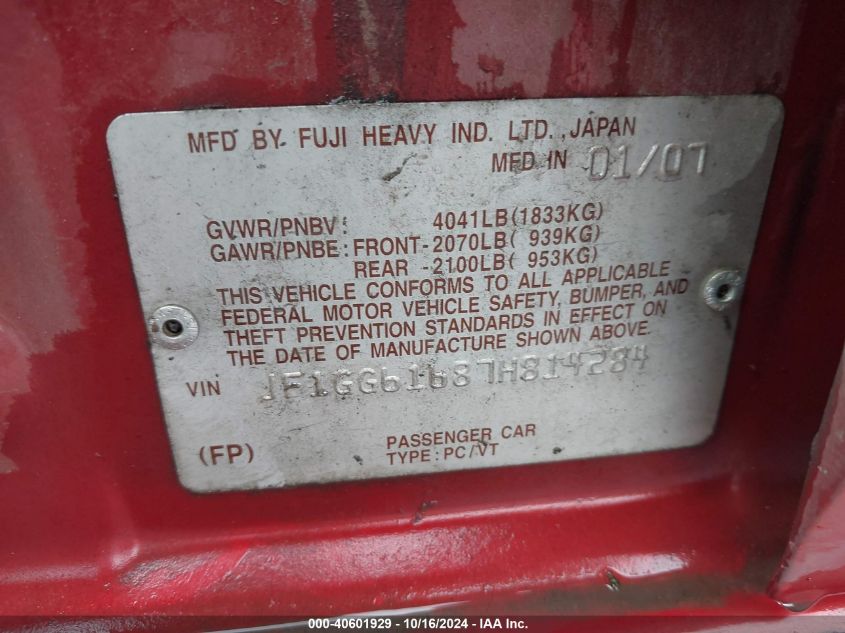 MFD BY FUJI HEAVY IND. LTD., JAPAN
MFD IN 01/07
GVWR/PNBV: 4041LB(1833KG)
GAWR/PNBE: FRONT-2070LB( 939KG)
REAR -2100LB( 953KG)
THIS VEHICLE CONFORMS TO ALL APPLICABLE
FEDERAL MOTOR VEHICLE SAFETY, BUMPER, AND
THEFT PREVENTION STANDARDS IN EFFECT ON
THE DATE OF MANUFACTURE SHOWN ABOVE.
VIN JF1GG61687H814284
(FP) PASSENGER CAR
TYPE: PC/VT
000-40601929 - 10/16/2024 - IAA Inc.